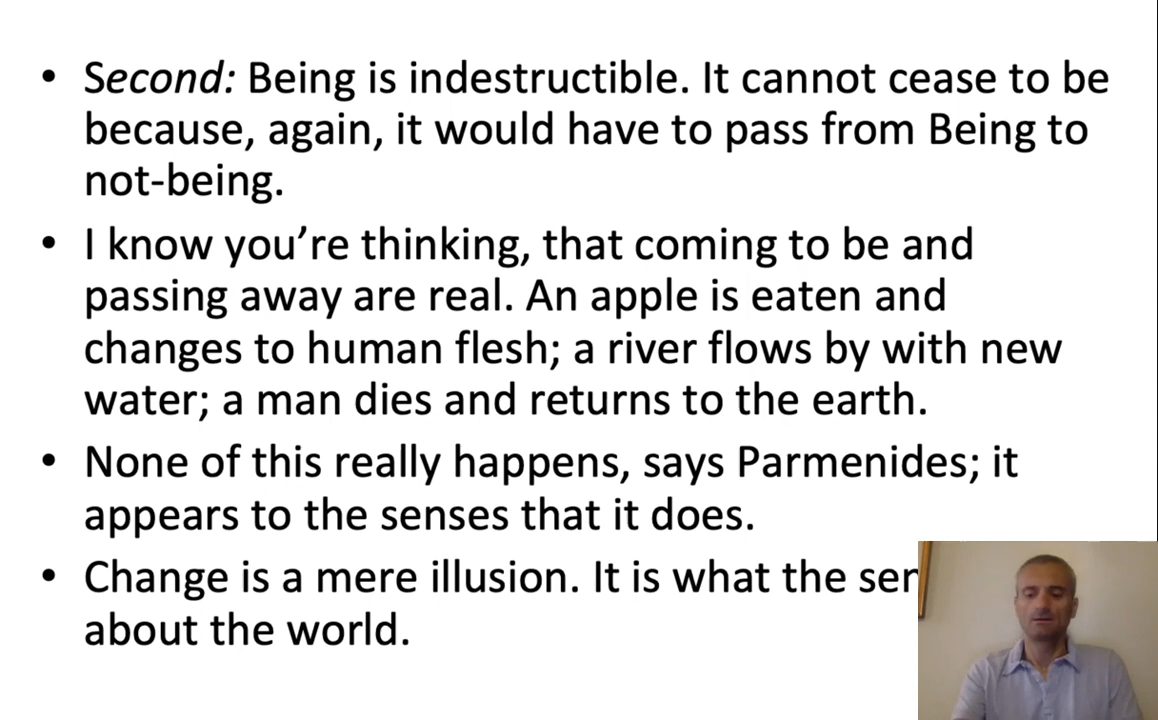 • Second: Being is indestructible. It cannot cease to be
because, again, it would have to pass from Being to
not-being.
• I know you’re thinking, that coming to be and
passing away are real. An apple is eaten and
changes to human flesh; a river flows by with new
water; a man dies and returns to the earth.
• None of this really happens, says Parmenides; it
appears to the senses that it does.
• Change is a mere illusion. It is what the
about the world.